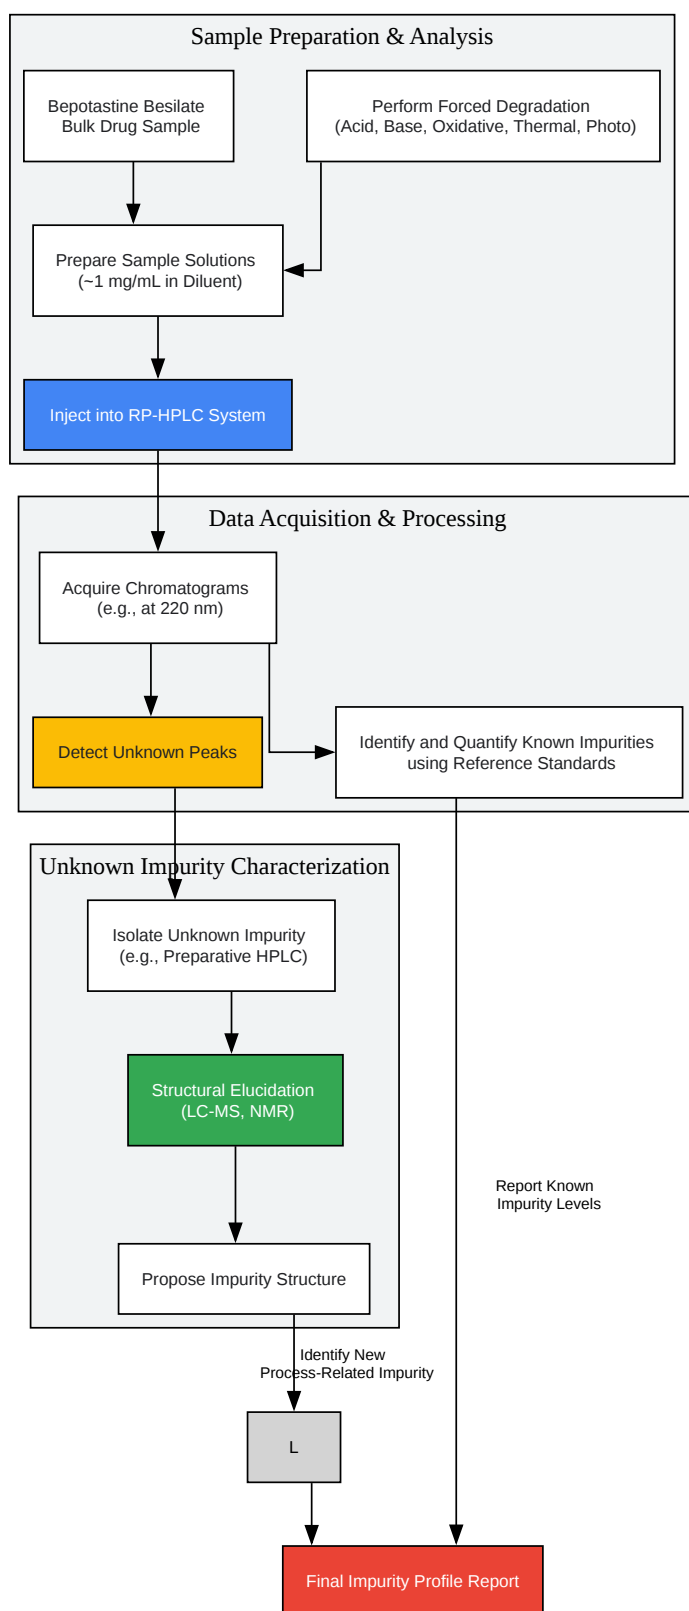 Sample Preparation & Analysis
Bepotastine Besilate
Bulk Drug Sample
Perform Forced Degradation
(Acid, Base, Oxidative, Thermal, Photo)
Prepare Sample Solutions
(~1 mg/mL in Diluent)
Inject into RP-HPLC System
Data Acquisition & Processing
Acquire Chromatograms
(e.g., at 220 nm)
Detect Unknown Peaks
Identify and Quantify Known Impurities
using Reference Standards
Unknown Impurity Characterization
Isolate Unknown Impurity
(e.g., Preparative HPLC)
Structural Elucidation
(LC-MS, NMR)
Report Known
Impurity Levels
Propose Impurity Structure
Identify New
Process-Related Impurity
L
Final Impurity Profile Report